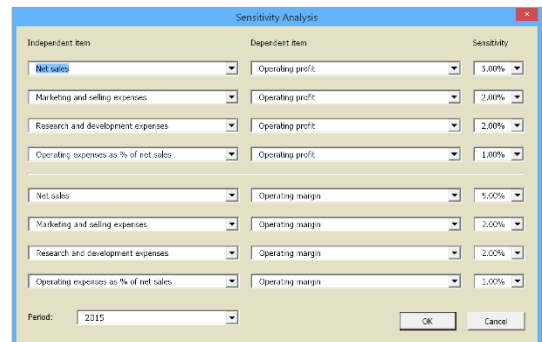 Sensitivity Analysis
Independent item Dependent item Sensitivity
Net sales Operating profit 5.00%
Marketing and selling expenses Operating profit 2.00%
Research and development expenses Operating profit 2.00%
Operating expenses as % of net sales Operating profit 1.00%
Net sales Operating margin 5.00%
Marketing and selling expenses Operating margin 2.00%
Research and development expenses Operating margin 2.00%
Operating expenses as % of net sales Operating margin 1.00%
Period: 2015 OK Cancel